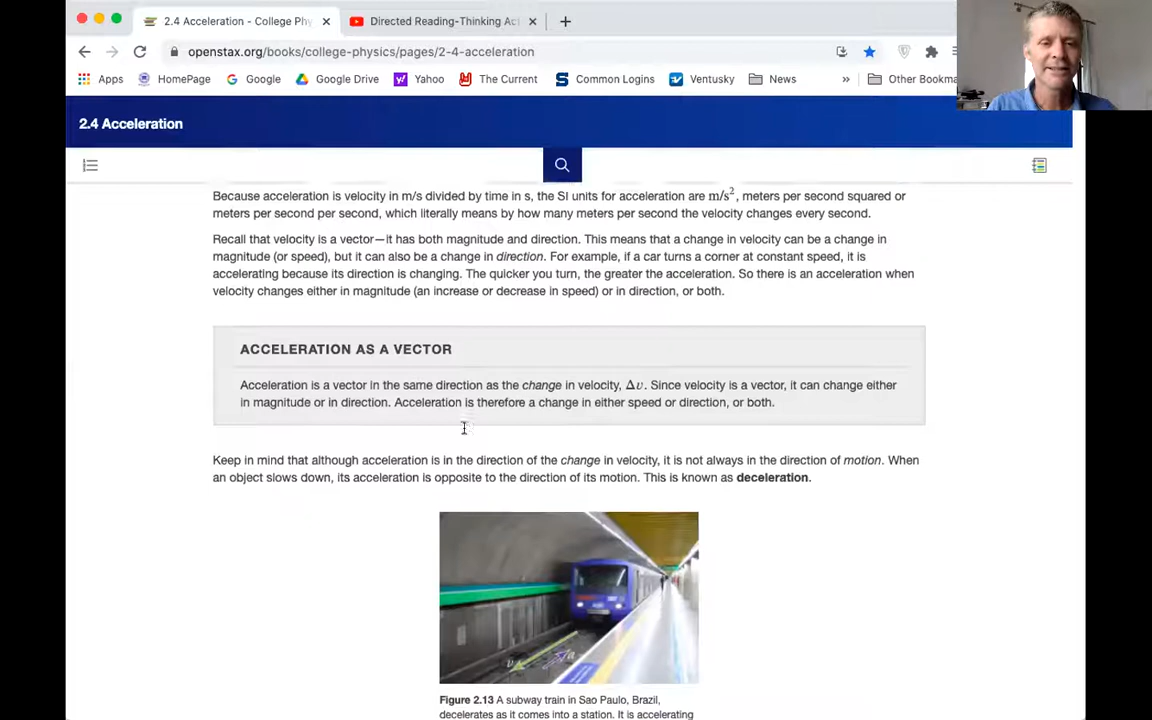 2.4 Acceleration - College Phy
Directed Reading-Thinking Act
openstax.org/books/college-physics/pages/2-4-acceleration
Apps HomePage Google Google Drive Yahoo The Current Common Logins Ventusky News » Other Bookma
2.4 Acceleration
Because acceleration is velocity in m/s divided by time in s, the SI units for acceleration are m/s², meters per second squared or
meters per second per second, which literally means by how many meters per second the velocity changes every second.
Recall that velocity is a vector—it has both magnitude and direction. This means that a change in velocity can be a change in
magnitude (or speed), but it can also be a change in direction. For example, if a car turns a corner at constant speed, it is
accelerating because its direction is changing. The quicker you turn, the greater the acceleration. So there is an acceleration when
velocity changes either in magnitude (an increase or decrease in speed) or in direction, or both.
ACCELERATION AS A VECTOR
Acceleration is a vector in the same direction as the change in velocity, Δv. Since velocity is a vector, it can change either
in magnitude or in direction. Acceleration is therefore a change in either speed or direction, or both.
Keep in mind that although acceleration is in the direction of the change in velocity, it is not always in the direction of motion. When
an object slows down, its acceleration is opposite to the direction of its motion. This is known as deceleration.
v a
Figure 2.13 A subway train in Sao Paulo, Brazil,
decelerates as it comes into a station. It is accelerating